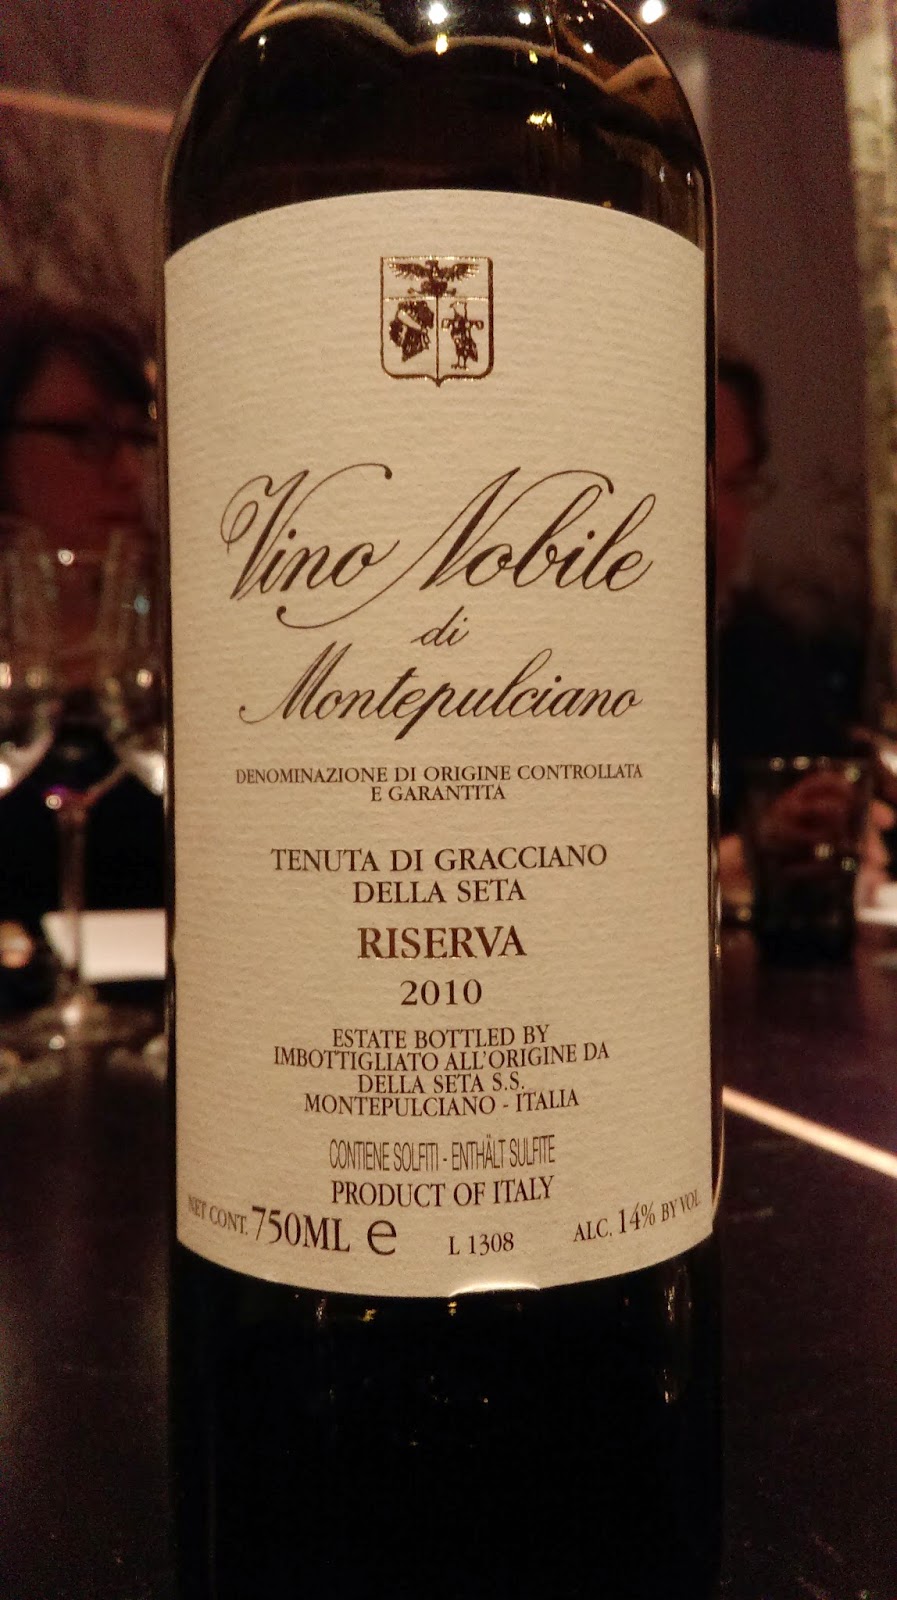 Vino Nobile
di
Montepulciano
DENOMINAZIONE DI ORIGINE CONTROLLATA
E GARANTITA
TENUTA DI GRACCIANO
DELLA SETA
RISERVA
2010
ESTATE BOTTLED BY
IMBOTTIGLIATO ALL'ORIGINE DA
DELLA SETA S.S.
MONTEPULCIANO - ITALIA
CONTIENE SOLFITI - ENTHÄLT SULFITE
PRODUCT OF ITALY
NET CONT. 750ML e L 1308 ALC. 14% BY VOL.